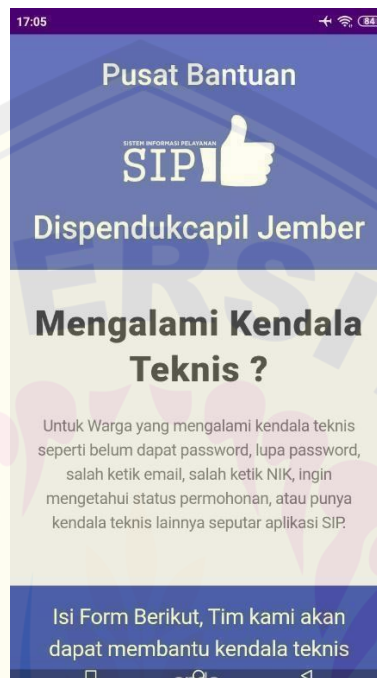 17:05
84
Pusat Bantuan
SISTEM INFORMASI PELAYANAN
SIP
Dispendukcapil Jember
Mengalami Kendala
Teknis ?
Untuk Warga yang mengalami kendala teknis
seperti belum dapat password, lupa password,
salah ketik email, salah ketik NIK, ingin
mengetahui status permohonan, atau punya
kendala teknis lainnya seputar aplikasi SIP.
Isi Form Berikut, Tim kami akan
dapat membantu kendala teknis